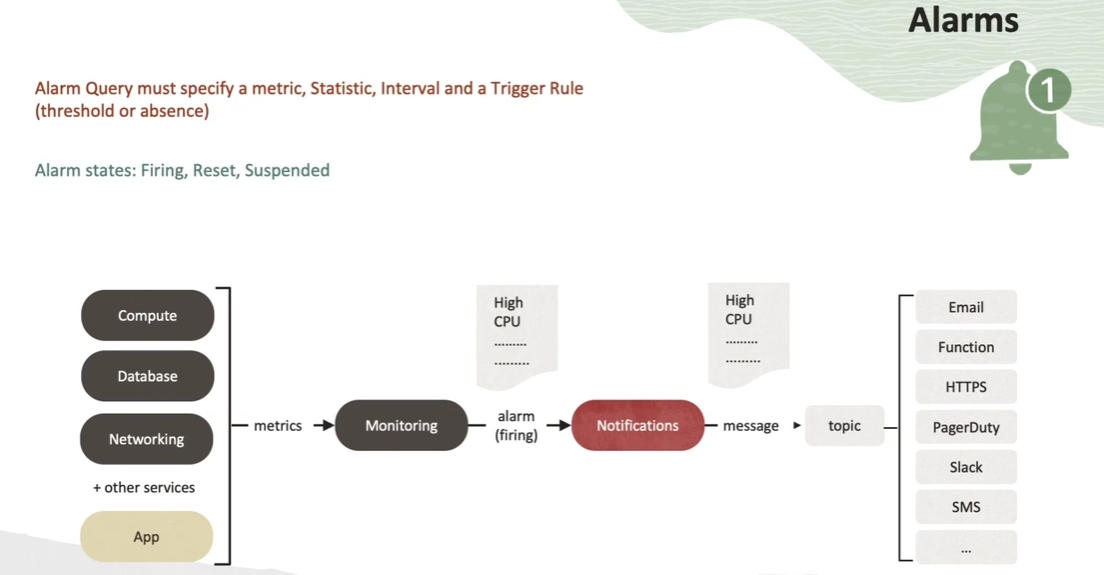 Alarms
1
Alarm Query must specify a metric, Statistic, Interval and a Trigger Rule
(threshold or absence)
Alarm states: Firing, Reset, Suspended
Compute
Database
Networking
+ other services
App
metrics
Monitoring
High
CPU
.........
.........
alarm
(firing)
Notifications
High
CPU
.........
.........
message
topic
Email
Function
HTTPS
PagerDuty
Slack
SMS
...